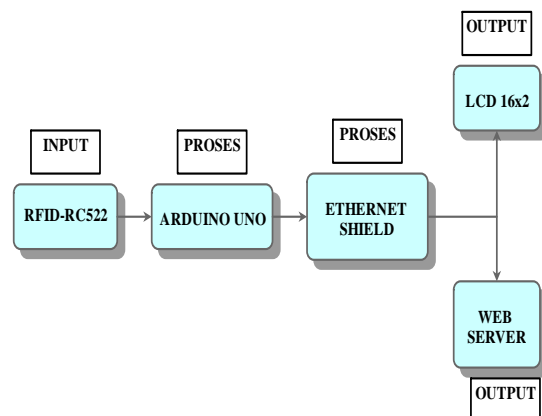 OUTPUT
LCD 16x2
INPUT
PROSES
PROSES
RFID-RC522
ARDUINO UNO
ETHERNET
SHIELD
WEB
SERVER
OUTPUT